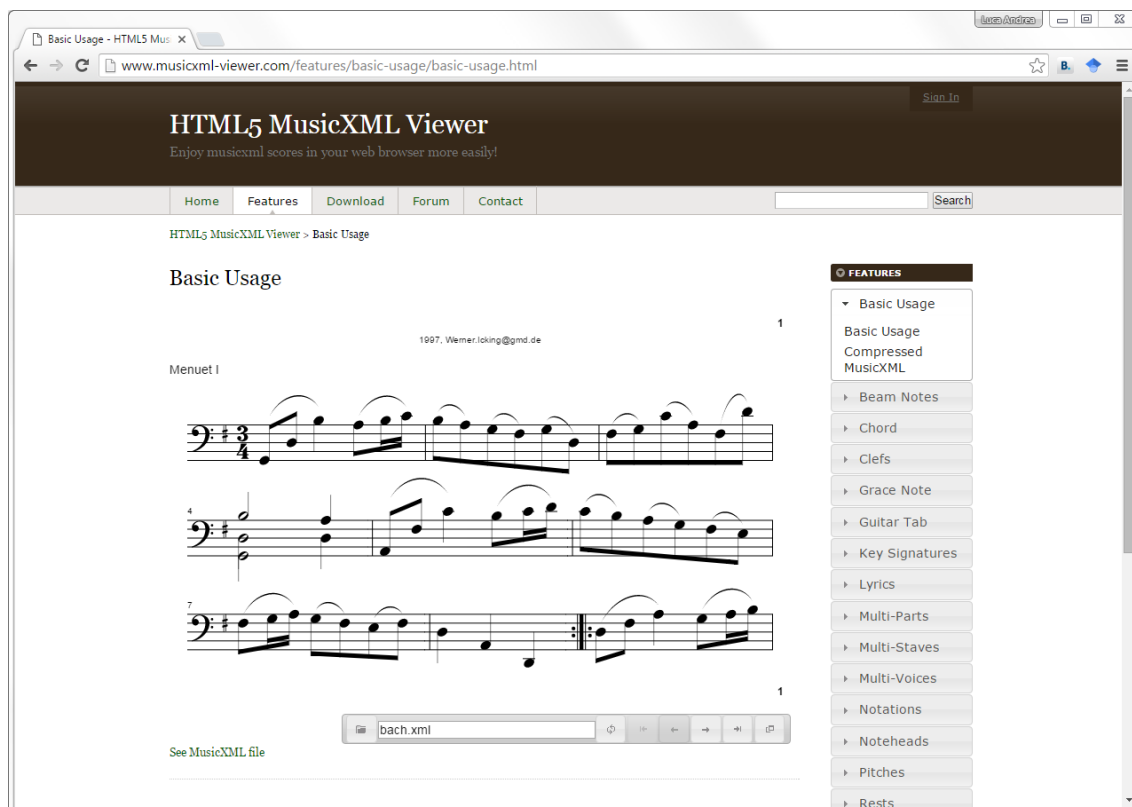 Luca Andrea
Basic Usage - HTML5 Mus
www.musicxml-viewer.com/features/basic-usage/basic-usage.html
B.
Sign In
HTML5 MusicXML Viewer
Enjoy musicxml scores in your web browser more easily!
Home Features Download Forum Contact Search
HTML5 MusicXML Viewer > Basic Usage
Basic Usage
FEATURES
Basic Usage
Basic Usage
Compressed
MusicXML
Beam Notes
Chord
Clefs
Grace Note
Guitar Tab
Key Signatures
Lyrics
Multi-Parts
Multi-Staves
Multi-Voices
Notations
Noteheads
Pitches
Rests
1
1997, Werner.Icking@gmd.de
Menuet I
3
4
4
7
1
bach.xml
See MusicXML file